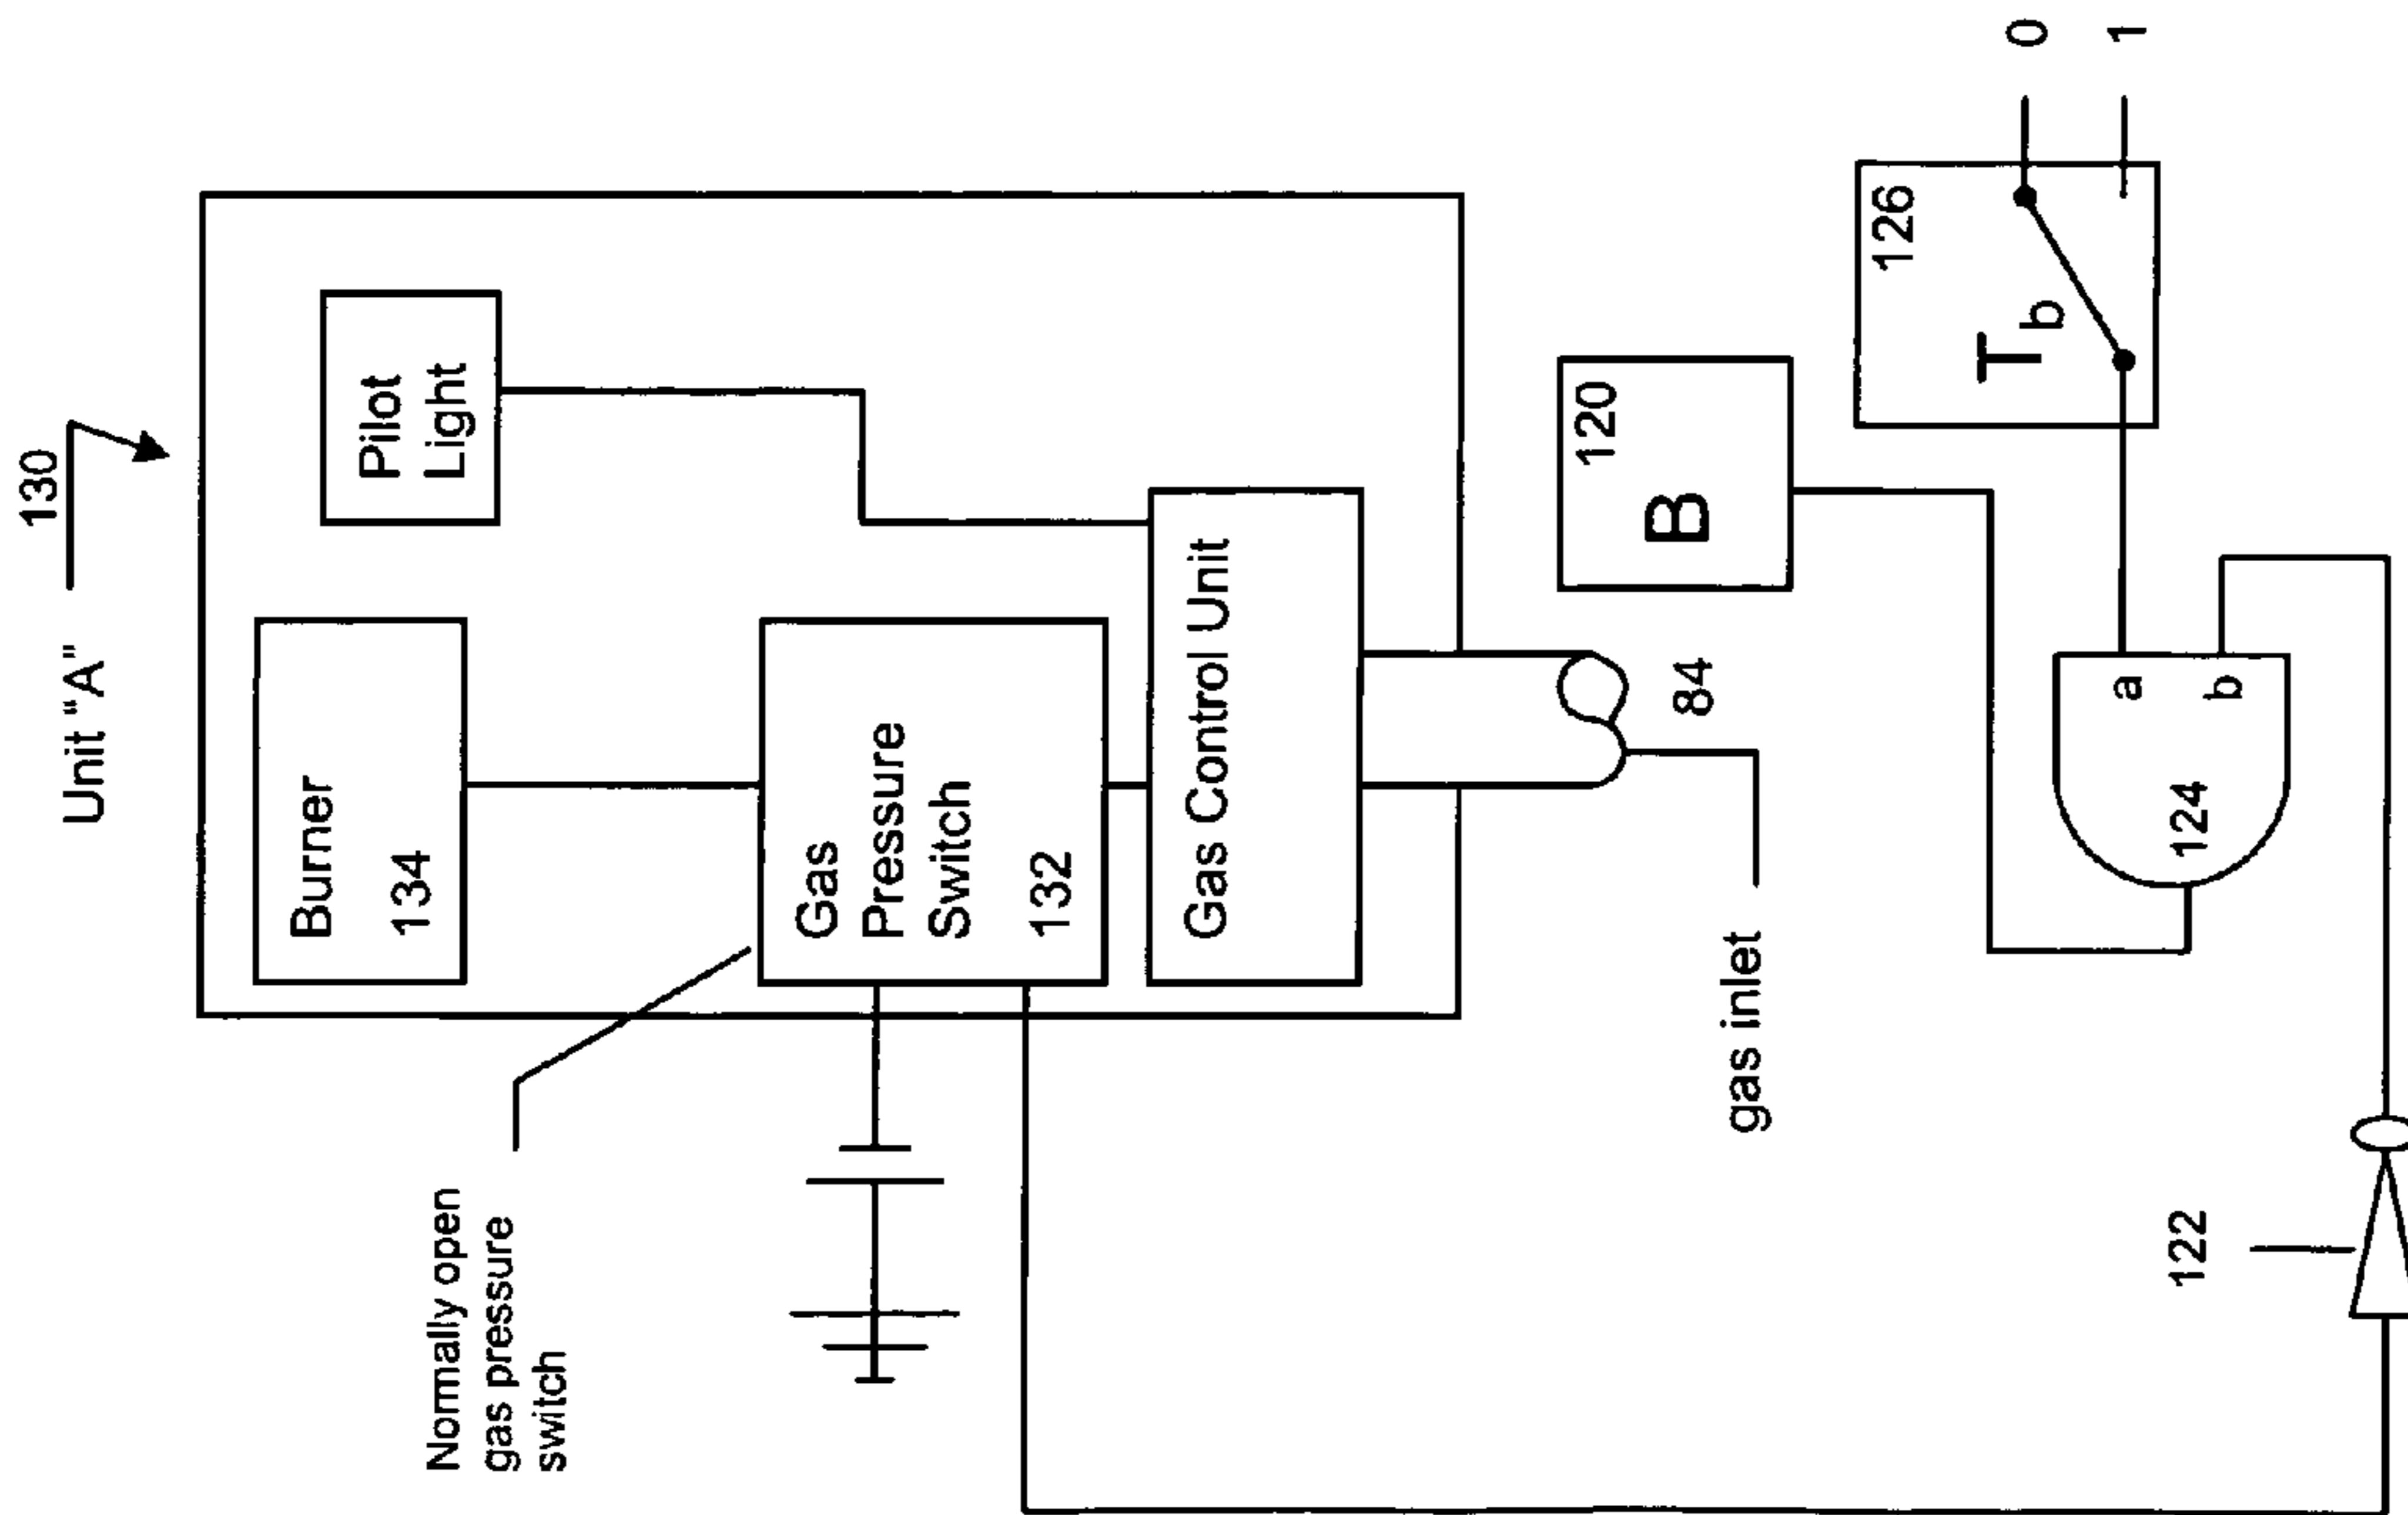 Unit "A"
130
Burner
134
Pilot
Light
Normally open
gas pressure
switch
Gas
Pressure
Switch
132
Gas Control Unit
84
gas inlet
120
B
126
T b
0
1
a
b
124
122